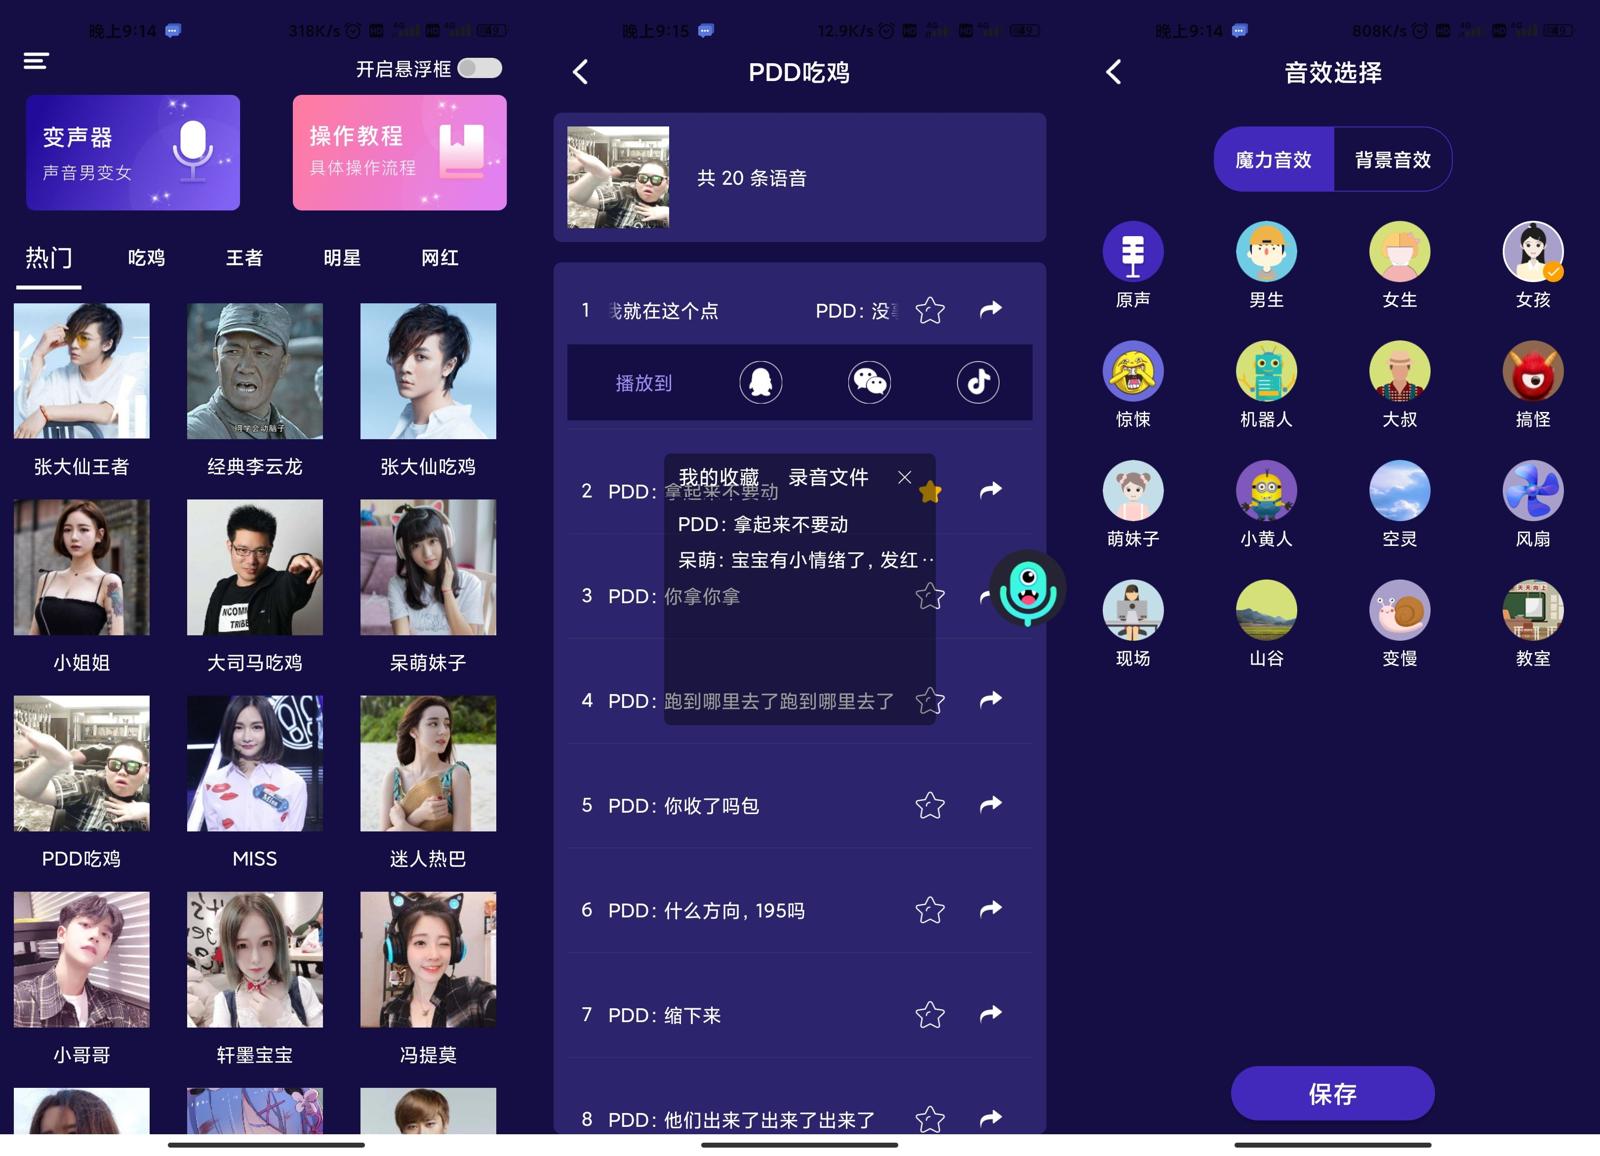 晚上9:14
318K/s
开启悬浮框
变声器
声音男变女
操作教程
具体操作流程
热门 吃鸡 王者 明星 网红
张大仙王者 经典李云龙 张大仙吃鸡
小姐姐 大司马吃鸡 呆萌妹子
PDD吃鸡 MISS 迷人热巴
小哥哥 轩墨宝宝 冯提莫
晚上9:15
12.9K/s
PDD吃鸡
共 20 条语音
1 我就在这个点 PDD: 没
播放到
我的收藏 录音文件
2 PDD: 拿起来不要动
PDD: 拿起来不要动
呆萌: 宝宝有小情绪了, 发红··
3 PDD: 你拿你拿
4 PDD: 跑到哪里去了跑到哪里去了
5 PDD: 你收了吗包
6 PDD: 什么方向, 195吗
7 PDD: 缩下来
8 PDD: 他们出来了出来了出来了
晚上9:14
808K/s
音效选择
魔力音效 背景音效
原声 男生 女生 女孩
惊悚 机器人 大叔 搞怪
萌妹子 小黄人 空灵 风扇
现场 山谷 变慢 教室
保存